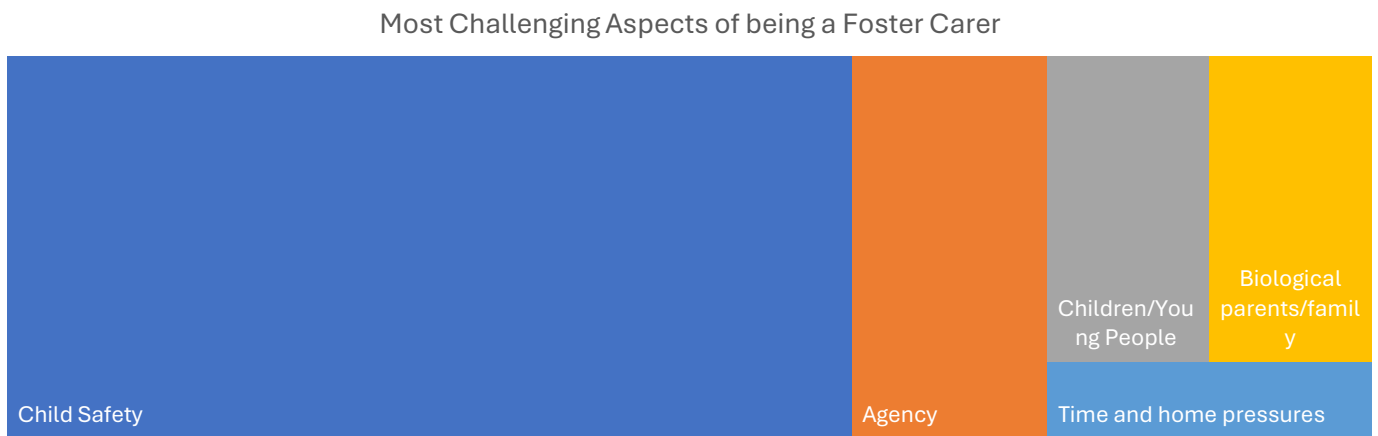 Most Challenging Aspects of being a Foster Carer
Child Safety
Agency
Children/You
ng People
Biological
parents/famil
y
Time and home pressures